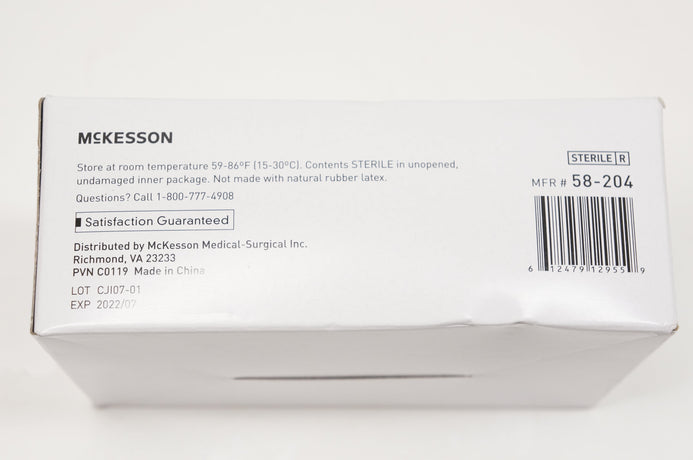 McKESSON
Store at room temperature 59-86ºF (15-30ºC). Contents STERILE in unopened,
undamaged inner package. Not made with natural rubber latex.
Questions? Call 1-800-777-4908
Satisfaction Guaranteed
Distributed by McKesson Medical-Surgical Inc.
Richmond, VA 23233
PVN C0119 Made in China
LOT CJI07-01
EXP 2022/07
STERILE R
MFR # 58-204
6 12479 12955 9